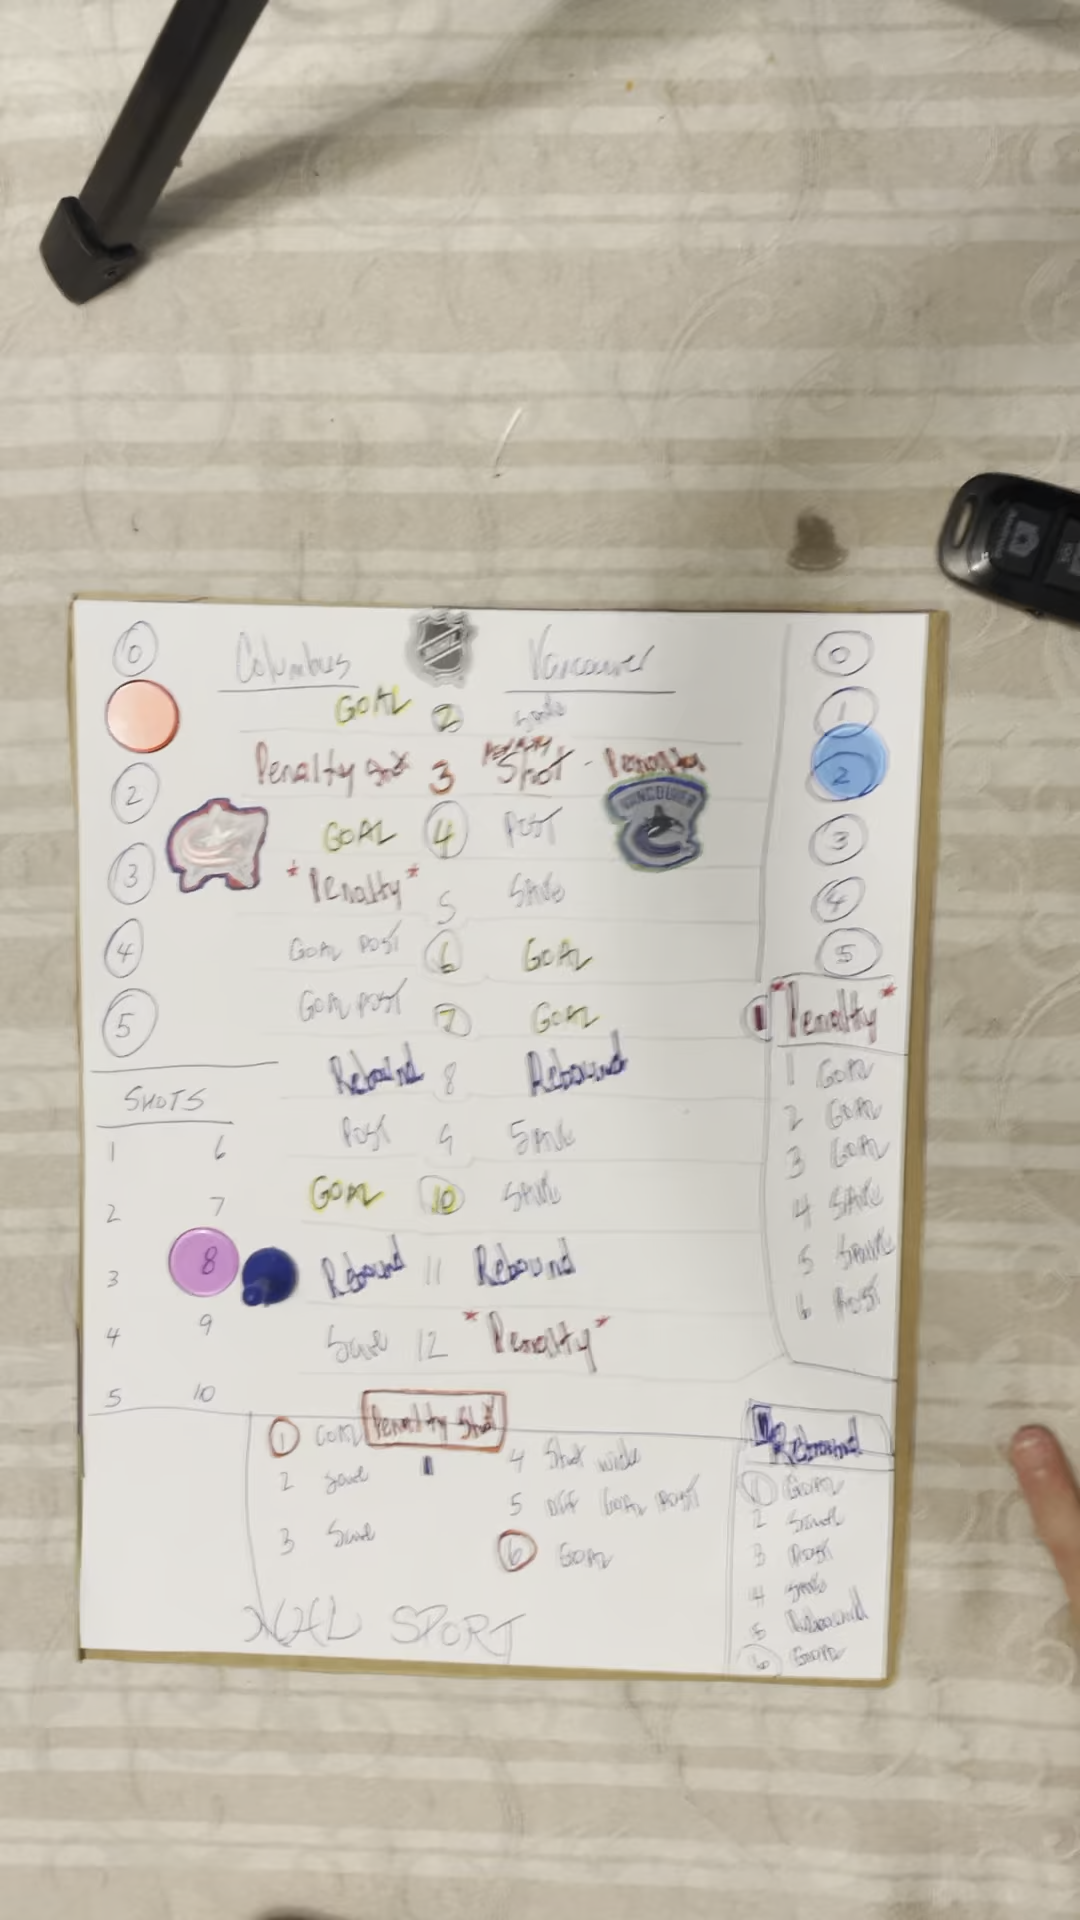 0 Columbus NHL Vancouver 0
GOAL 2 Save 1
2 Penalty Shot 3 Penalty Shot - 2
GOAL 4 POST VANCOUVER 3
3 *Penalty* 5 SAVE 4
4 GOAL POST 6 GOAL 5
5 GOAL POST 7 GOAL
*Penalty*
Rebound 8 Rebound
1 GOAL
2 GOAL
3 GOAL
4 SAVE
5 SAVE
6 POST
SHOTS
POST 9 SAVE
1 6
GOAL 10 SAVE
2 7
3 8
Rebound 11 Rebound
4 9
Save 12 *Penalty*
5 10
Penalty Shot
1 GOAL
2 Save
3 Save
4 Shot wide
5 OFF GOAL POST
6 GOAL
Rebound
1 GOAL
2 Save
3 POST
4 Save
5 Rebound
6 GOAL
NHL SPORT